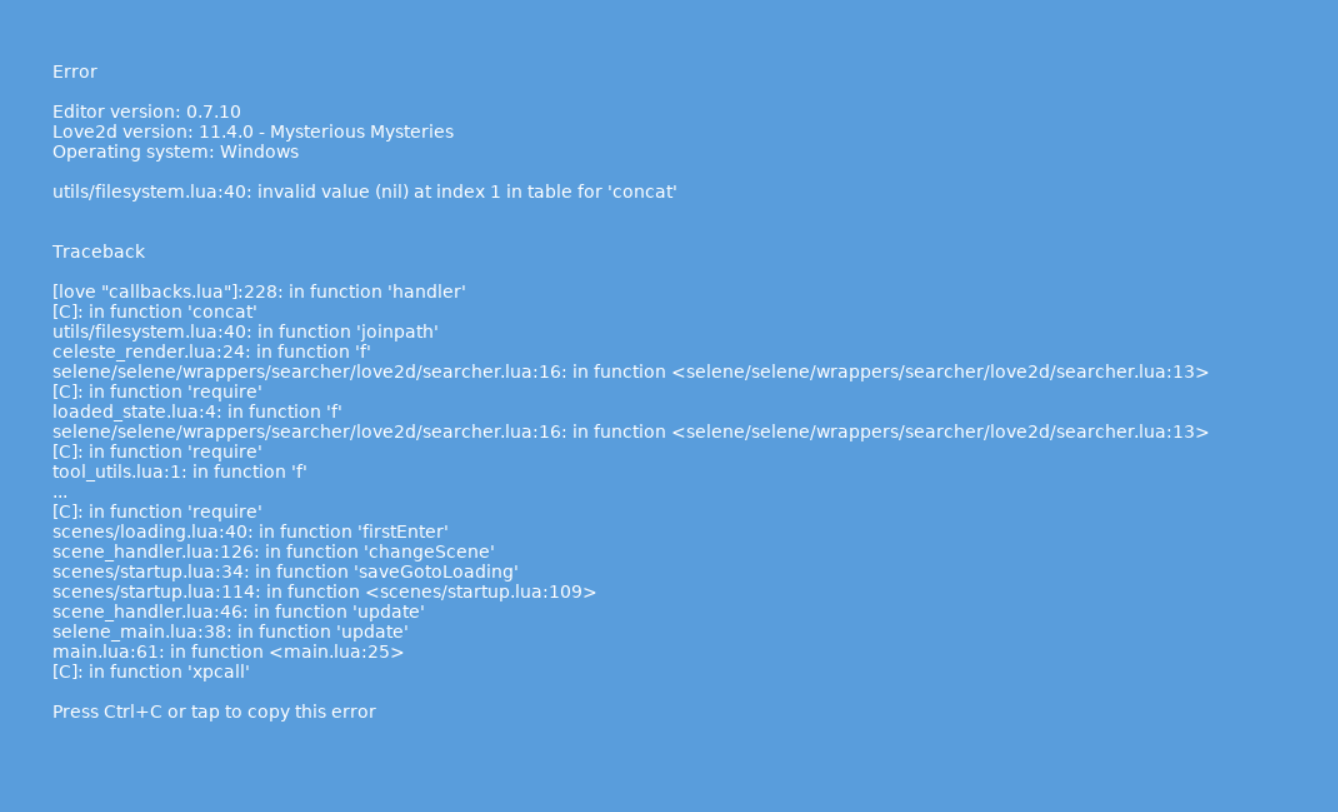 Error
Editor version: 0.7.10
Love2d version: 11.4.0 - Mysterious Mysteries
Operating system: Windows
utils/filesystem.lua:40: invalid value (nil) at index 1 in table for 'concat'
Traceback
[love "callbacks.lua"]:228: in function 'handler'
[C]: in function 'concat'
utils/filesystem.lua:40: in function 'joinpath'
celeste_render.lua:24: in function 'f'
selene/selene/wrappers/searcher/love2d/searcher.lua:16: in function <selene/selene/wrappers/searcher/love2d/searcher.lua:13>
[C]: in function 'require'
loaded_state.lua:4: in function 'f'
selene/selene/wrappers/searcher/love2d/searcher.lua:16: in function <selene/selene/wrappers/searcher/love2d/searcher.lua:13>
[C]: in function 'require'
tool_utils.lua:1: in function 'f'
...
[C]: in function 'require'
scenes/loading.lua:40: in function 'firstEnter'
scene_handler.lua:126: in function 'changeScene'
scenes/startup.lua:34: in function 'saveGotoLoading'
scenes/startup.lua:114: in function <scenes/startup.lua:109>
scene_handler.lua:46: in function 'update'
selene_main.lua:38: in function 'update'
main.lua:61: in function <main.lua:25>
[C]: in function 'xpcall'
Press Ctrl+C or tap to copy this error